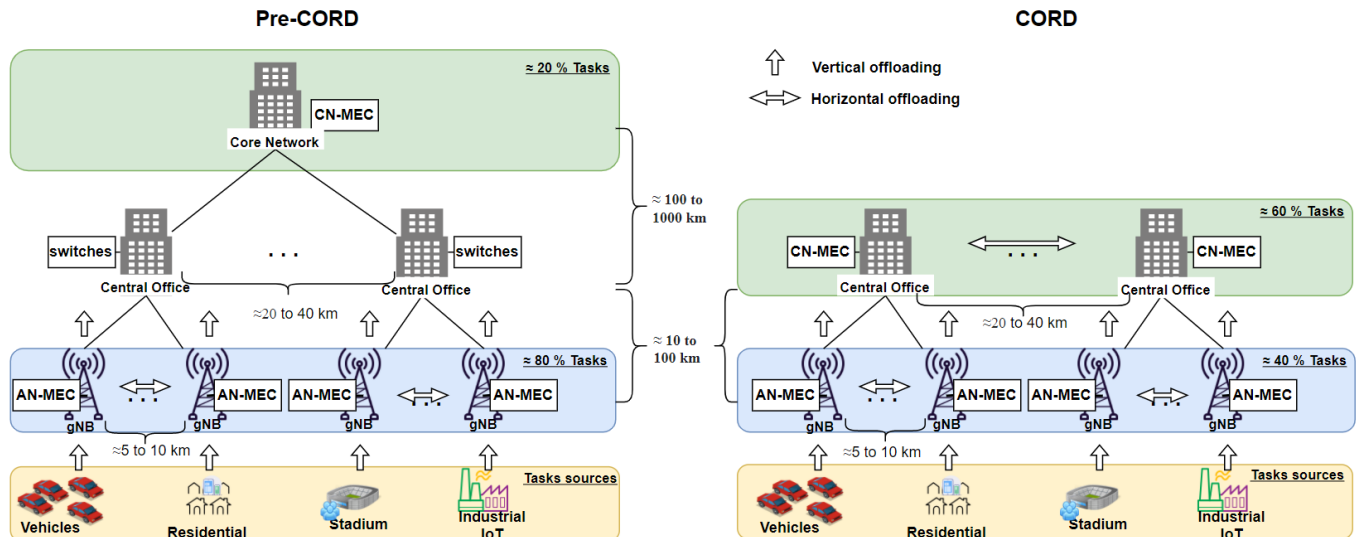 Pre-CORD
≈ 20 % Tasks
CN-MEC
Core Network
≈ 100 to
1000 km
switches
. . .
switches
Central Office
Central Office
≈20 to 40 km
≈ 10 to
100 km
≈ 80 % Tasks
AN-MEC
. . .
AN-MEC
AN-MEC
. . .
AN-MEC
gNB
gNB
gNB
gNB
≈5 to 10 km
Tasks sources
Vehicles
Residential
Stadium
Industrial
IoT
CORD
Vertical offloading
Horizontal offloading
≈ 60 % Tasks
CN-MEC
. . .
CN-MEC
Central Office
Central Office
≈20 to 40 km
≈ 40 % Tasks
AN-MEC
. . .
AN-MEC
AN-MEC
. . .
AN-MEC
gNB
gNB
gNB
gNB
≈5 to 10 km
Tasks sources
Vehicles
Residential
Stadium
Industrial
IoT